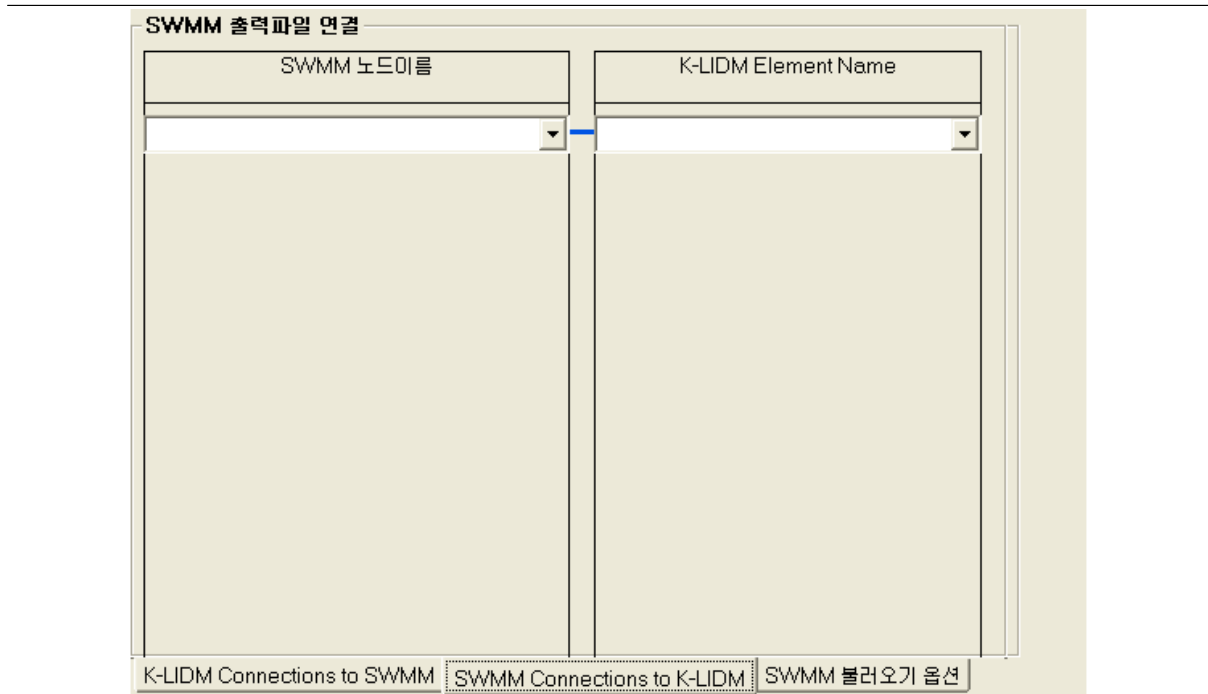 SWMM 출력파일 연결
SWMM 노드이름
K-LIDM Element Name
K-LIDM Connections to SWMM
SWMM Connections to K-LIDM
SWMM 불러오기 옵션